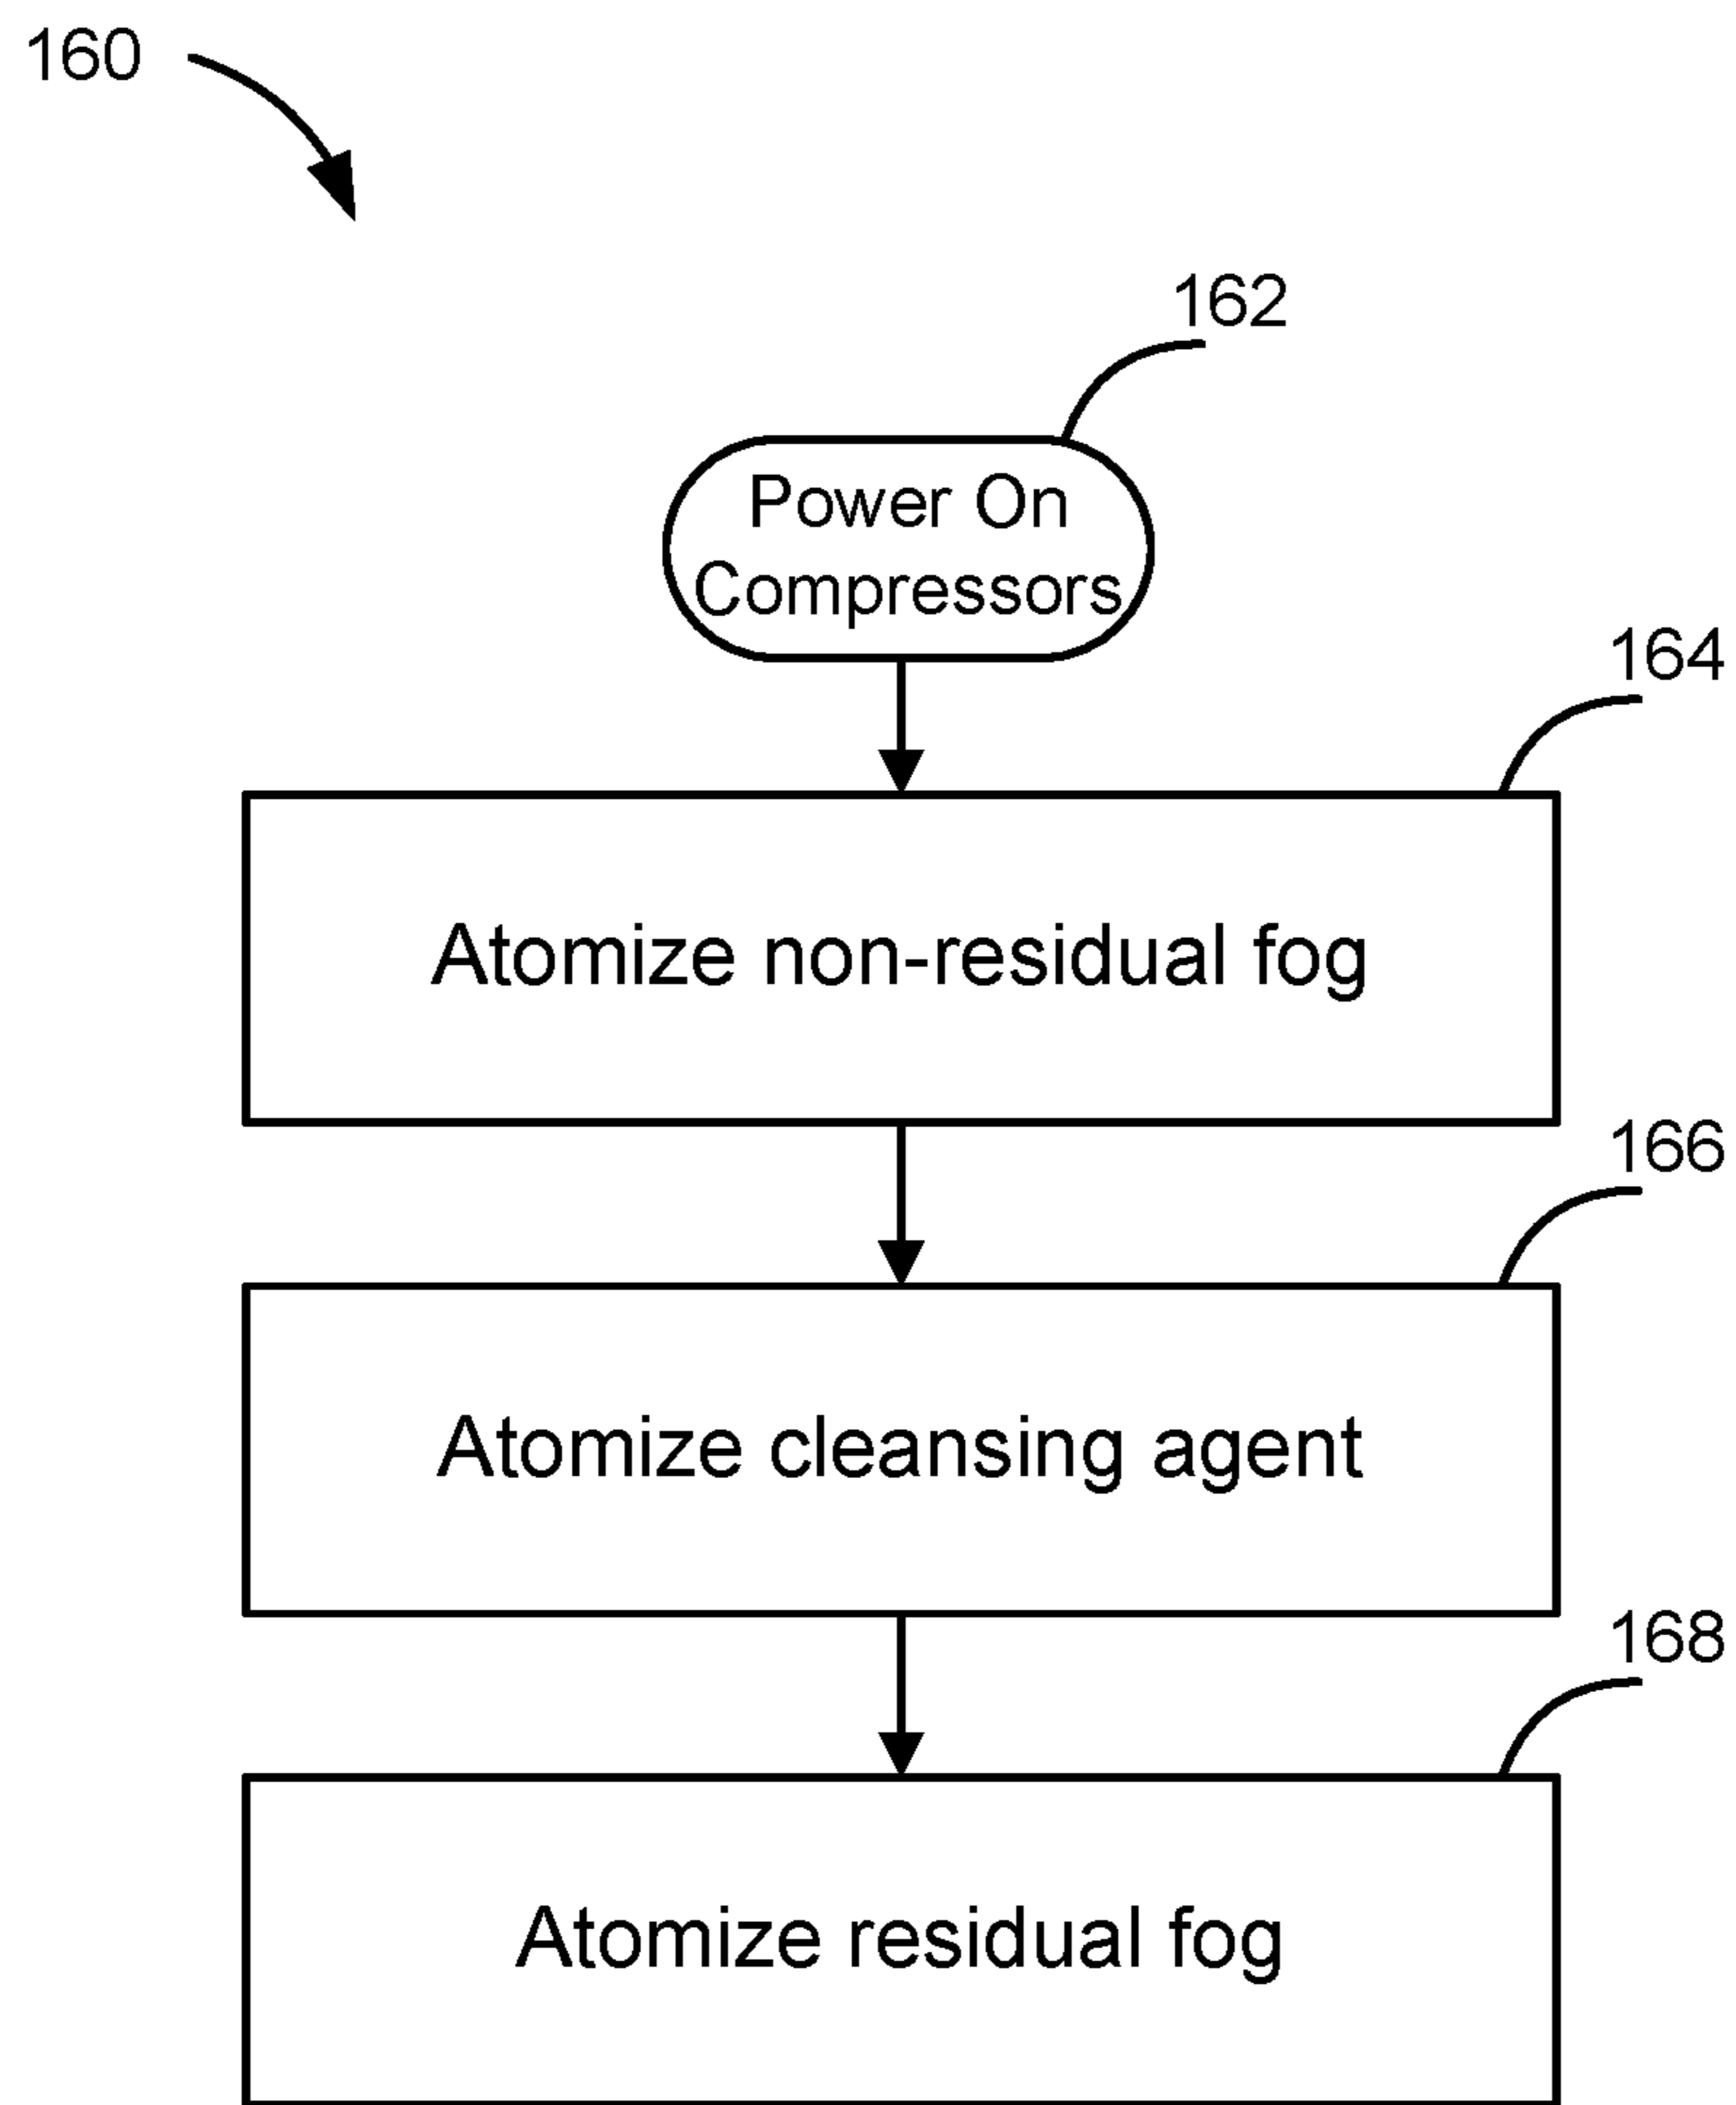 160
162
Power On
Compressors
164
Atomize non-residual fog
166
Atomize cleansing agent
168
Atomize residual fog